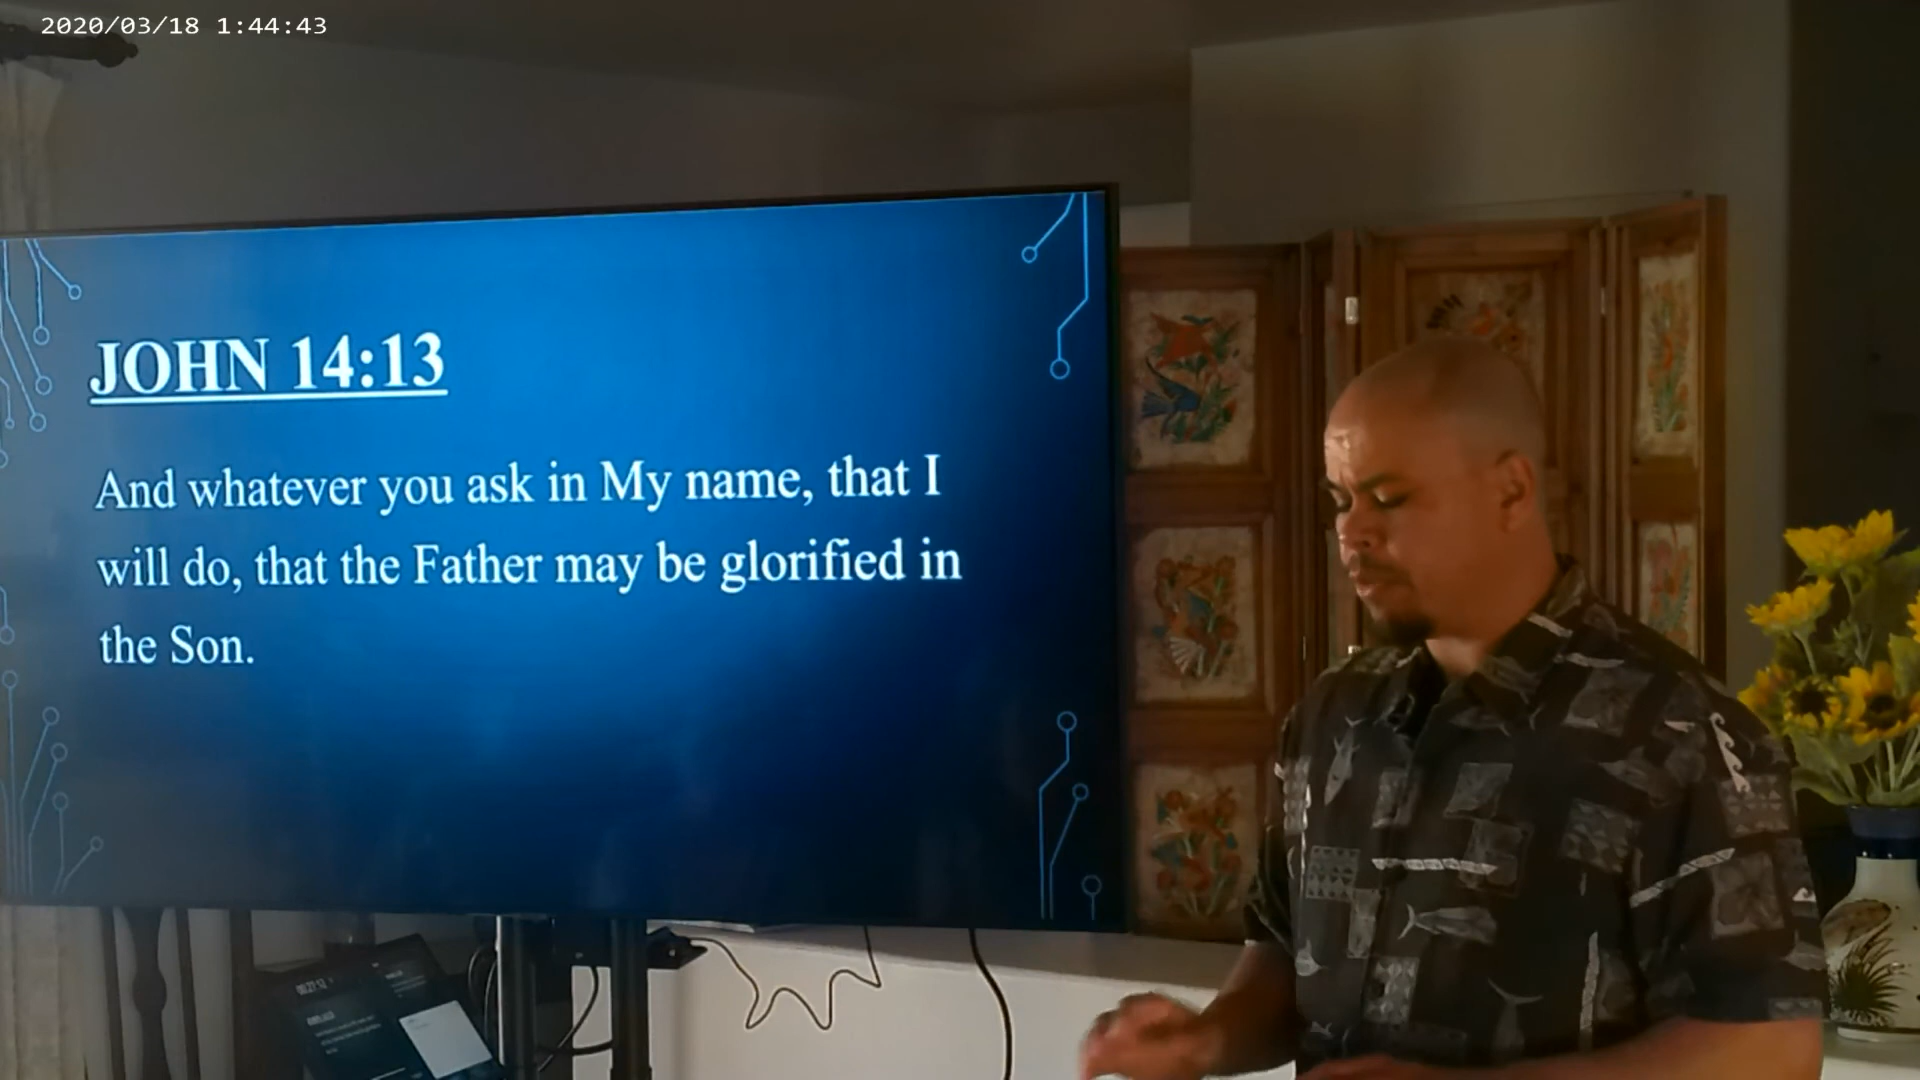 2020/03/18 1:44:43
JOHN 14:13
And whatever you ask in My name, that I
will do, that the Father may be glorified in
the Son.